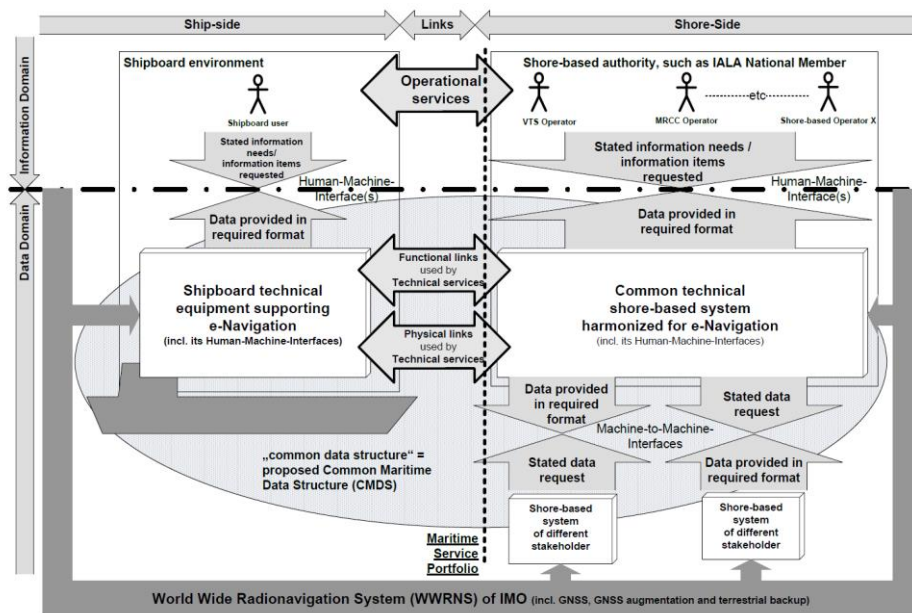 Ship-side
Links
Shore-Side
Information Domain
Data Domain
Shipboard environment
Shipboard user
Operational
services
Shore-based authority, such as IALA National Member
VTS Operator
MRCC Operator
etc
Shore-based Operator X
Stated information
needs/
information items
requested
Stated information needs /
information items
requested
Human-Machine-
Interface(s)
Human-Machine-
Interface(s)
Data provided in
required format
Data provided in
required format
Shipboard technical
equipment supporting
e-Navigation
(incl. its Human-Machine-Interfaces)
Functional links
used by
Technical services
Physical links
used by
Technical services
Common technical
shore-based system
harmonized for e-Navigation
(incl. its Human-Machine-Interfaces)
Data provided
in required
format
Stated data
request
Machine-to-Machine-
Interfaces
Stated data
request
Data provided in
required format
„common data structure“ =
proposed Common Maritime
Data Structure (CMDS)
Shore-based
system
of different
stakeholder
Shore-based
system
of different
stakeholder
Maritime
Service
Portfolio
World Wide Radionavigation System (WWRNS) of IMO (incl. GNSS, GNSS augmentation and terrestrial backup)